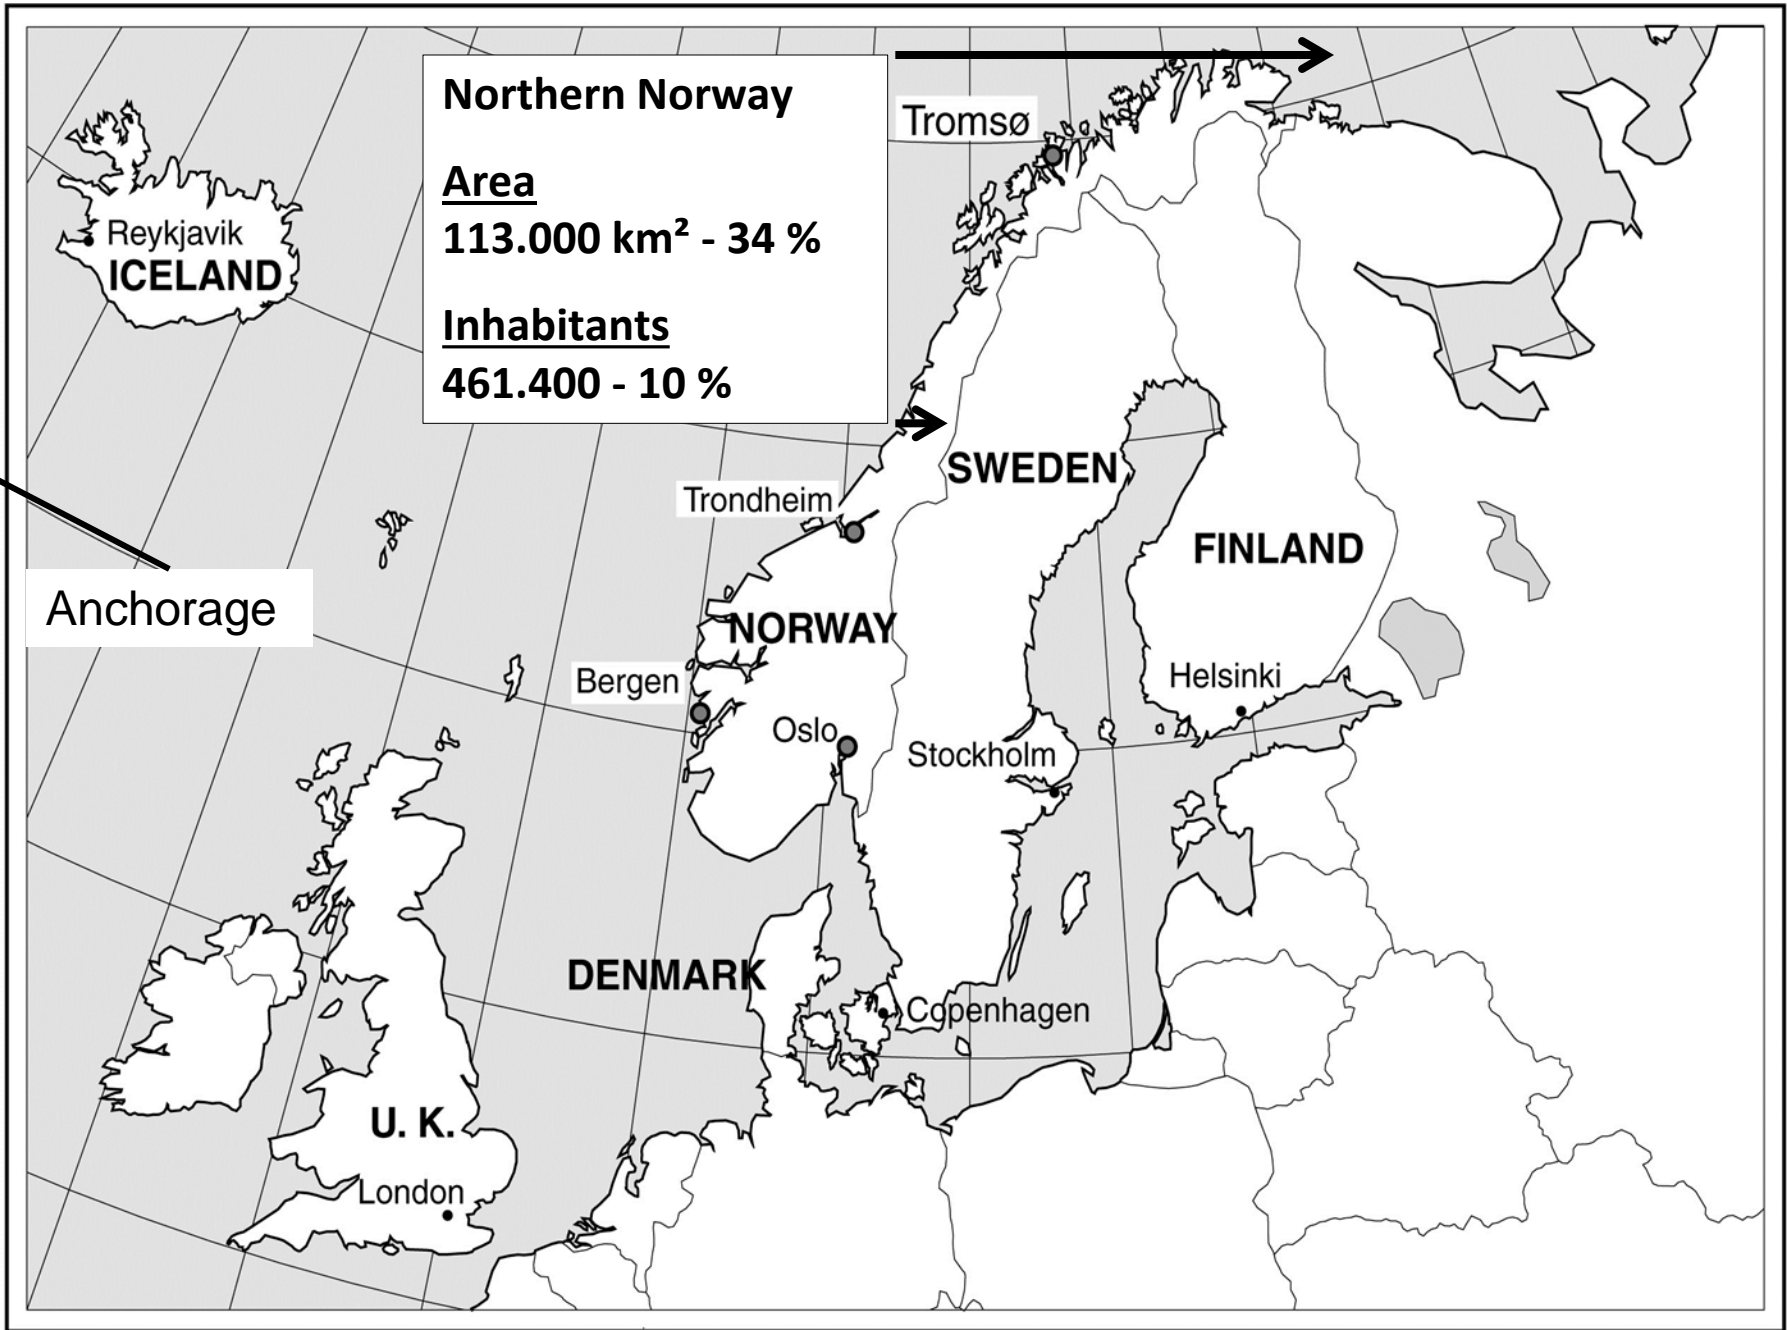 Northern Norway
Area
113.000 km² - 34 %
Inhabitants
461.400 - 10 %
Tromsø
Reykjavik
ICELAND
SWEDEN
Trondheim
FINLAND
Anchorage
NORWAY
Bergen
Helsinki
Oslo
Stockholm
DENMARK
Copenhagen
U. K.
London